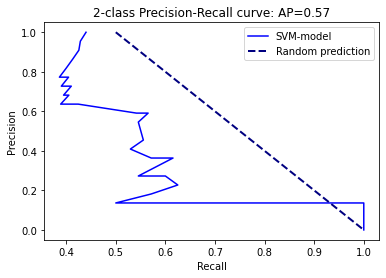 2-class Precision-Recall curve: AP=0.57
SVM-model
Random prediction
Precision
1.0
0.8
0.6
0.4
0.2
0.0
0.4 0.5 0.6 0.7 0.8 0.9 1.0
Recall